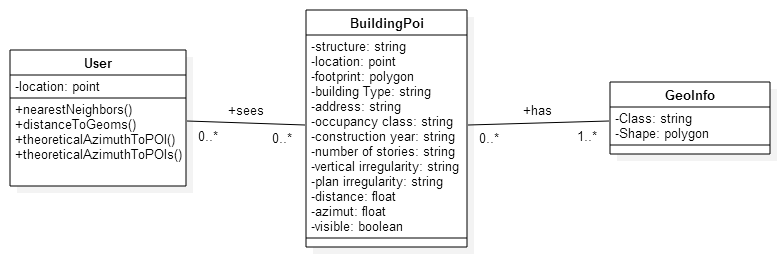 User
-location: point
+nearestNeighbors()
+distanceToGeoms()
+theoreticalAzimuthToPOI()
+theoreticalAzimuthToPOIs()
+sees
0..*
0..*
BuildingPoi
-structure: string
-location: point
-footprint: polygon
-building Type: string
-address: string
-occupancy class: string
-construction year: string
-number of stories: string
-vertical irregularity: string
-plan irregularity: string
-distance: float
-azimut: float
-visible: boolean
+has
0..*
1..*
GeoInfo
-Class: string
-Shape: polygon